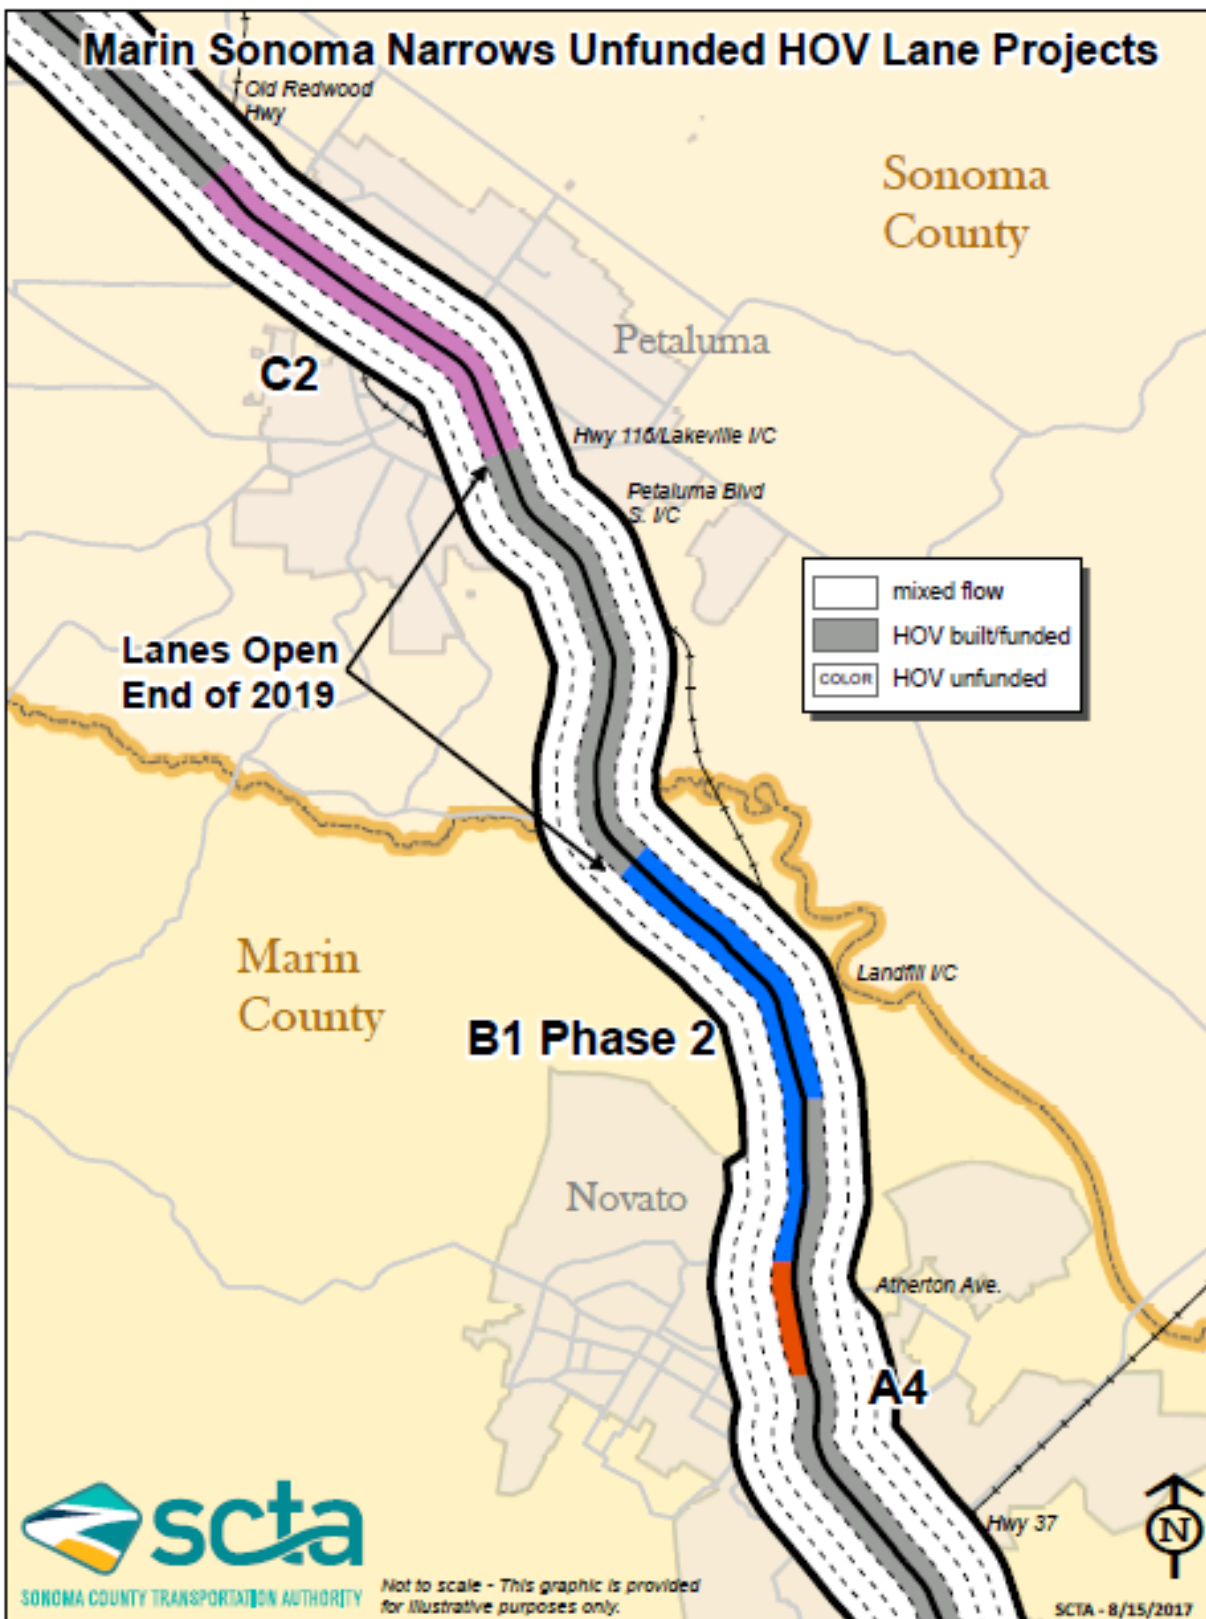 Marin Sonoma Narrows Unfunded HOV Lane Projects
Old Redwood
Hwy
Sonoma
County
Petaluma
C2
Hwy 116/Lakeville I/C
Petaluma Blvd
S. I/C
mixed flow
HOV built/funded
COLOR HOV unfunded
Lanes Open
End of 2019
Marin
County
Landfill I/C
B1 Phase 2
Novato
Atherton Ave.
A4
Hwy 37
N
scta
SONOMA COUNTY TRANSPORTATION AUTHORITY
Not to scale - This graphic is provided
for illustrative purposes only.
SCTA - 8/15/2017